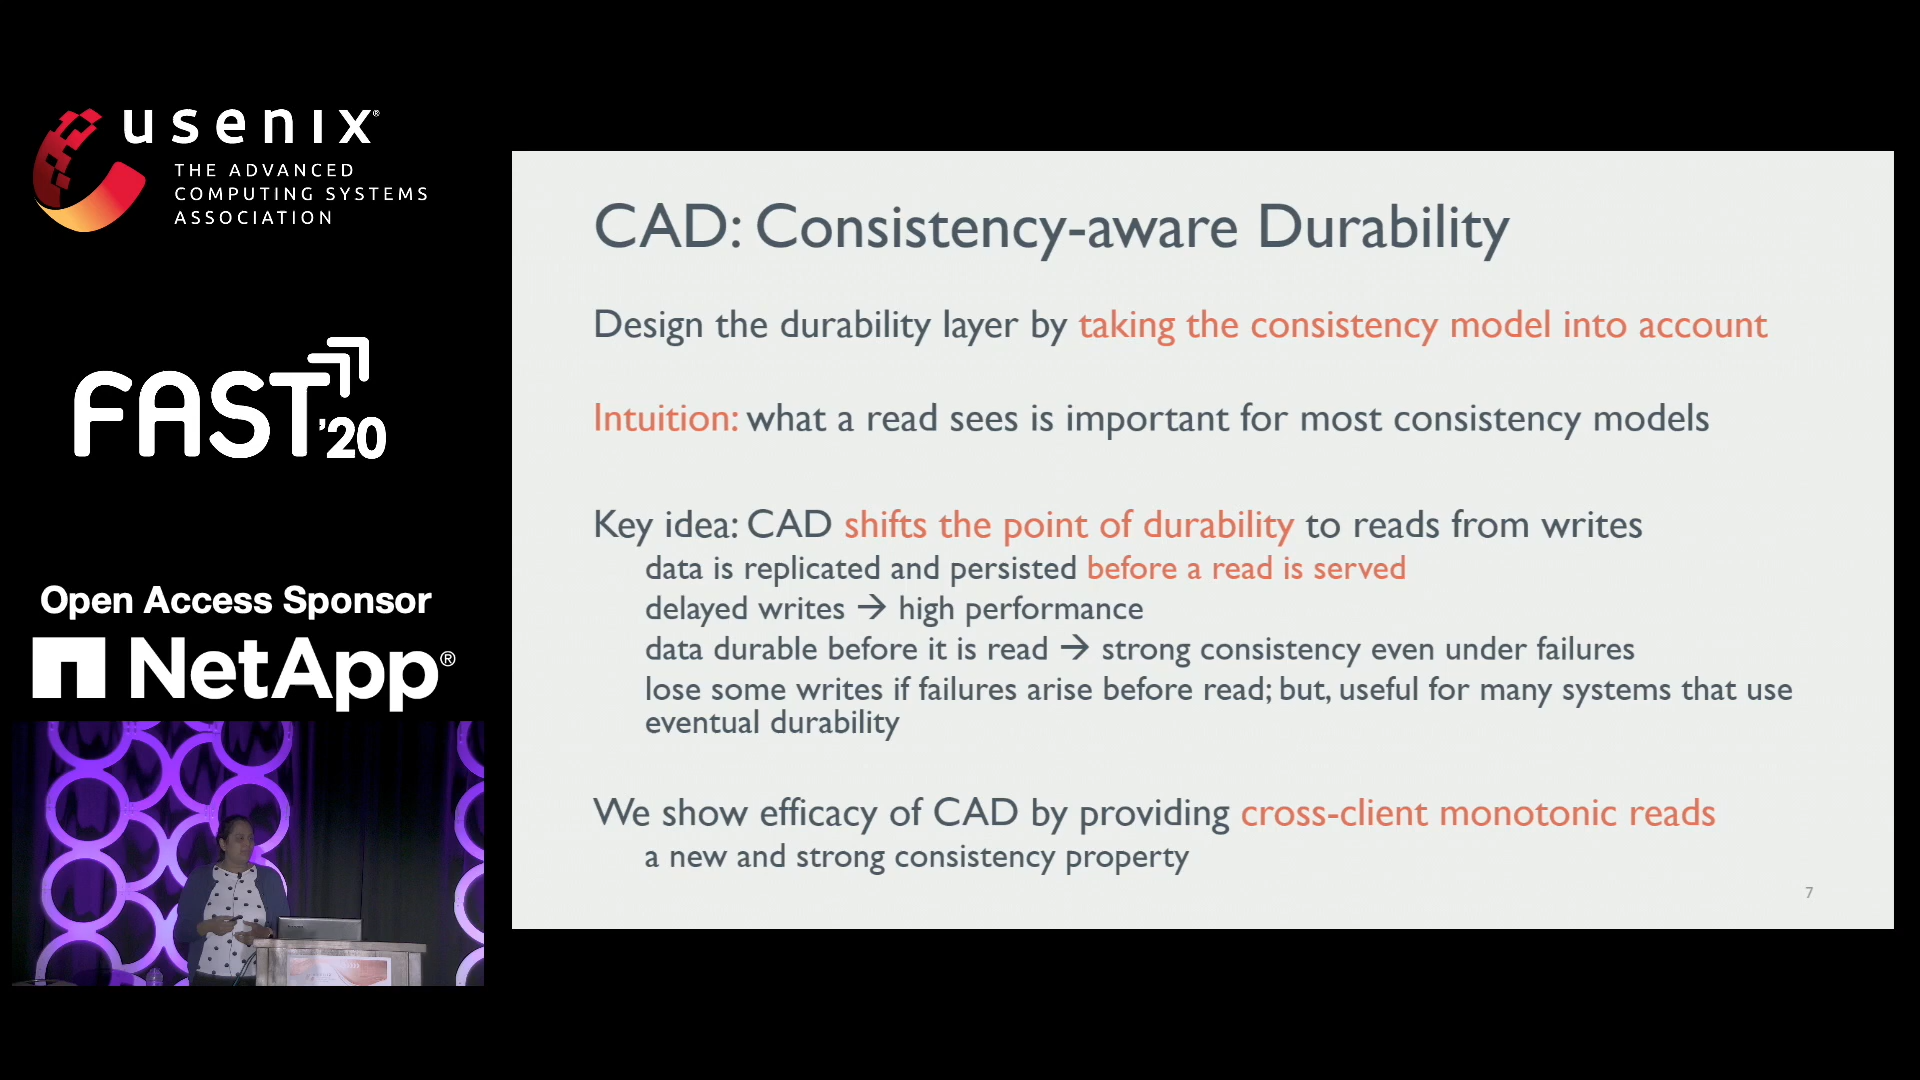 usenix®
THE ADVANCED
COMPUTING SYSTEMS
ASSOCIATION
FAST '20
Open Access Sponsor
NetApp®
CAD: Consistency-aware Durability
Design the durability layer by taking the consistency model into account
Intuition: what a read sees is important for most consistency models
Key idea: CAD shifts the point of durability to reads from writes
data is replicated and persisted before a read is served
delayed writes → high performance
data durable before it is read → strong consistency even under failures
lose some writes if failures arise before read; but, useful for many systems that use
eventual durability
We show efficacy of CAD by providing cross-client monotonic reads
a new and strong consistency property
7